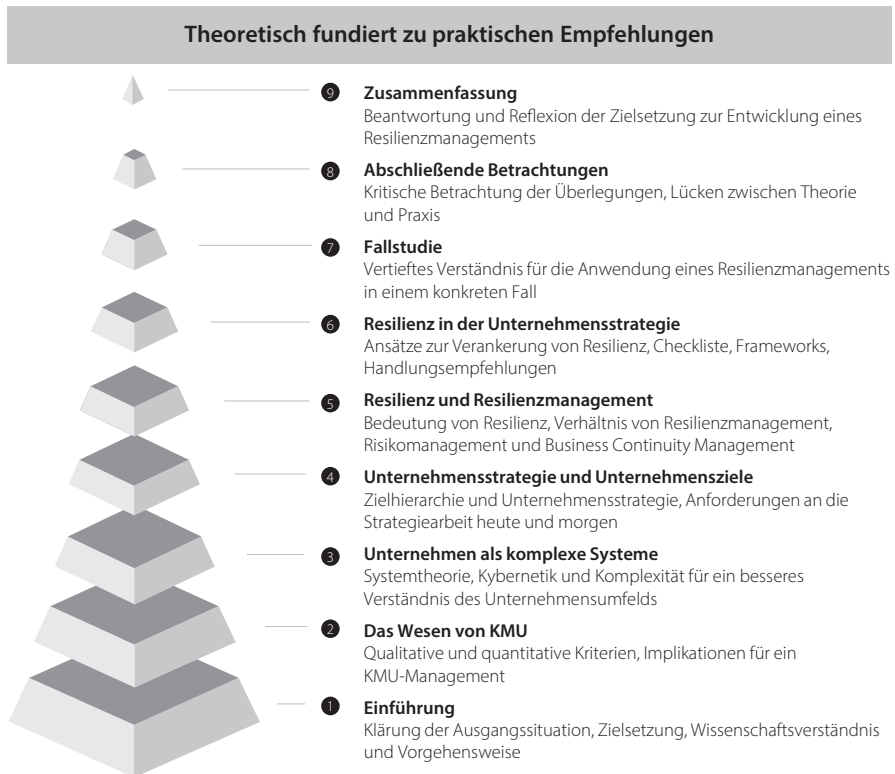 Theoretisch fundiert zu praktischen Empfehlungen
9 Zusammenfassung
Beantwortung und Reflexion der Zielsetzung zur Entwicklung eines
Resilienzmanagements
8 Abschließende Betrachtungen
Kritische Betrachtung der Überlegungen, Lücken zwischen Theorie
und Praxis
7 Fallstudie
Vertieftes Verständnis für die Anwendung eines Resilienzmanagements
in einem konkreten Fall
6 Resilienz in der Unternehmensstrategie
Ansätze zur Verankerung von Resilienz, Checkliste, Frameworks,
Handlungsempfehlungen
5 Resilienz und Resilienzmanagement
Bedeutung von Resilienz, Verhältnis von Resilienzmanagement,
Risikomanagement und Business Continuity Management
4 Unternehmensstrategie und Unternehmensziele
Zielhierarchie und Unternehmensstrategie, Anforderungen an die
Strategiearbeit heute und morgen
3 Unternehmen als komplexe Systeme
Systemtheorie, Kybernetik und Komplexität für ein besseres
Verständnis des Unternehmensumfelds
2 Das Wesen von KMU
Qualitative und quantitative Kriterien, Implikationen für ein
KMU-Management
1 Einführung
Klärung der Ausgangssituation, Zielsetzung, Wissenschaftsverständnis
und Vorgehensweise